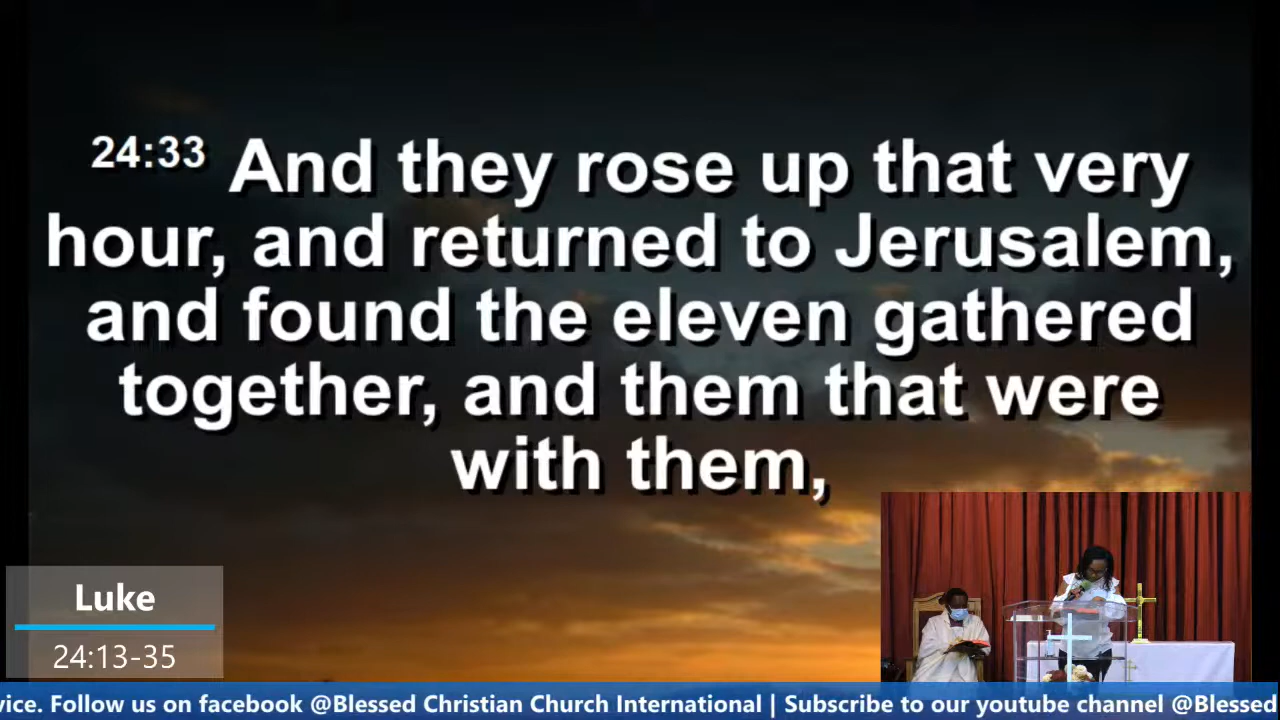 24:33 And they rose up that very
hour, and returned to Jerusalem,
and found the eleven gathered
together, and them that were
with them,
Luke
24:13-35
vice. Follow us on facebook @Blessed Christian Church International | Subscribe to our youtube channel @Blessed